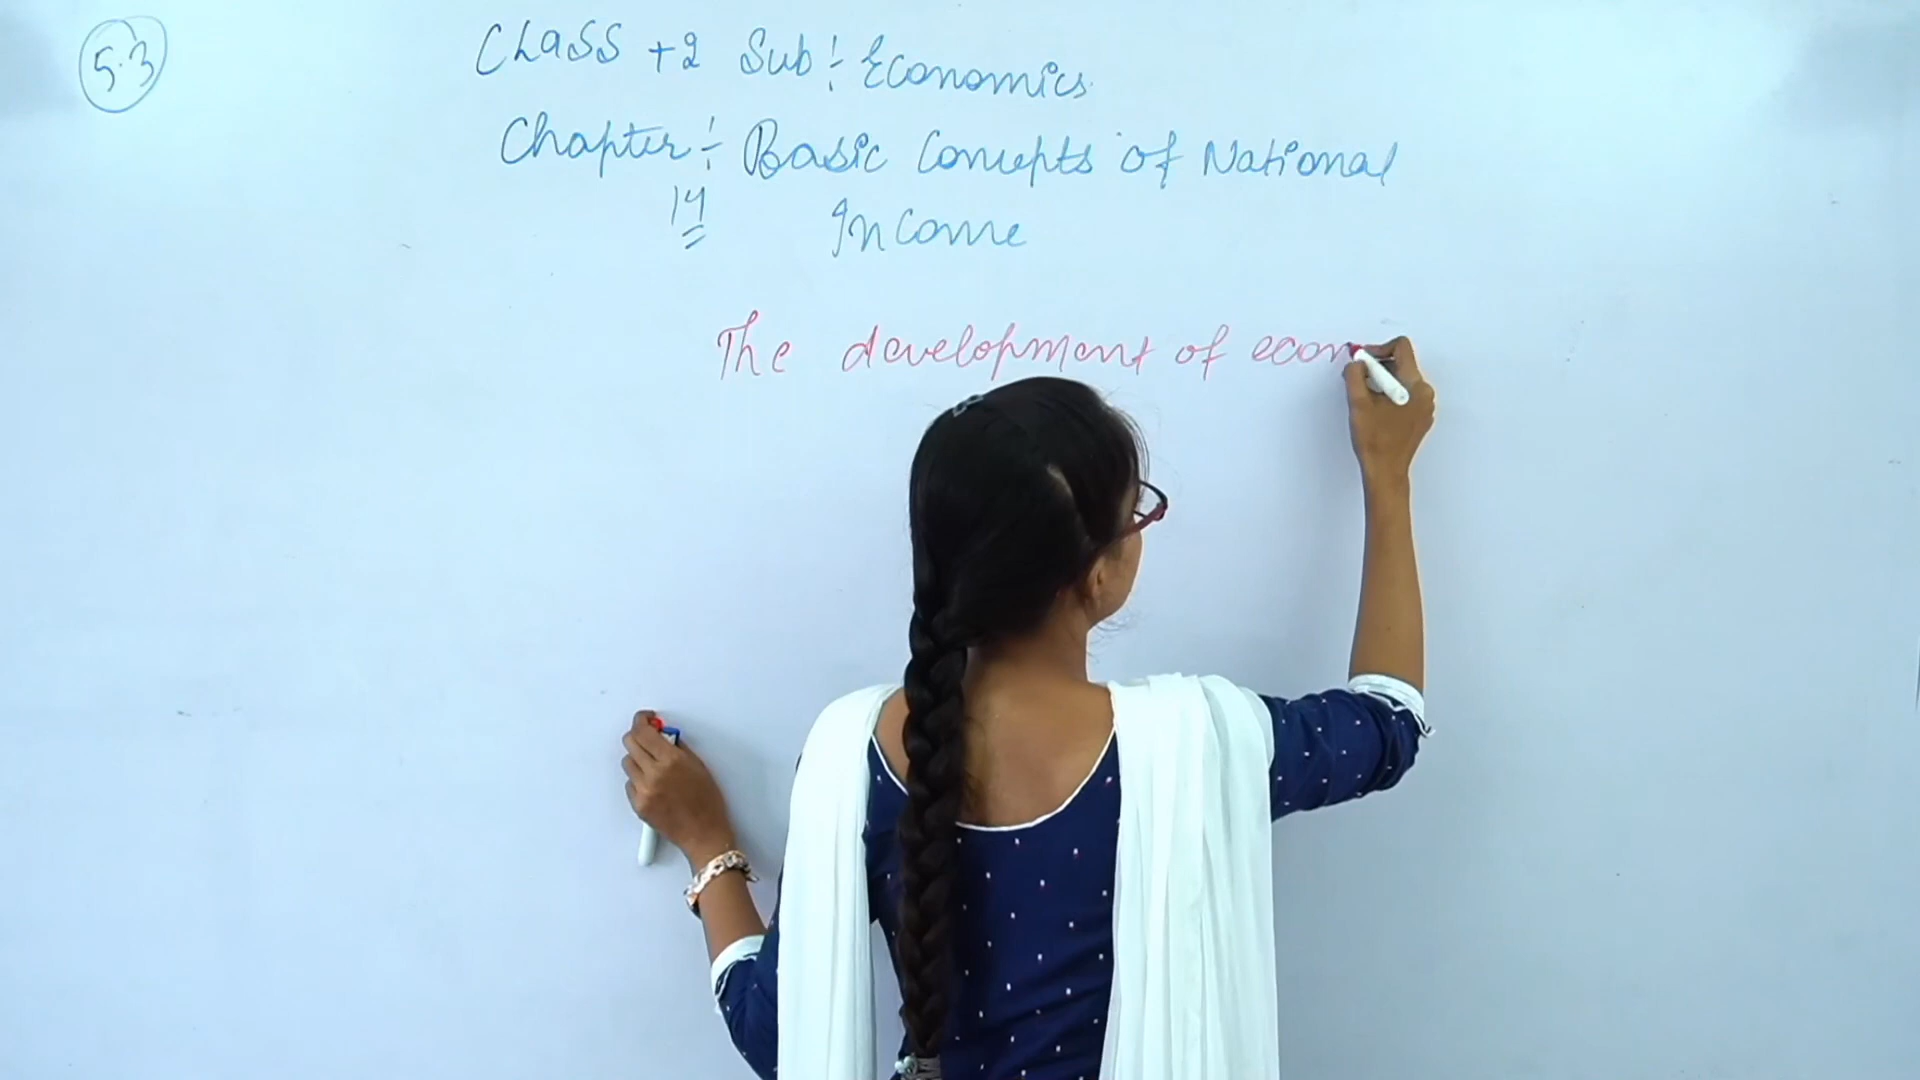 5.3
Class +2 Sub:- Economics.
Chapter:- Basic Concepts of National
14 Income
The development of econ